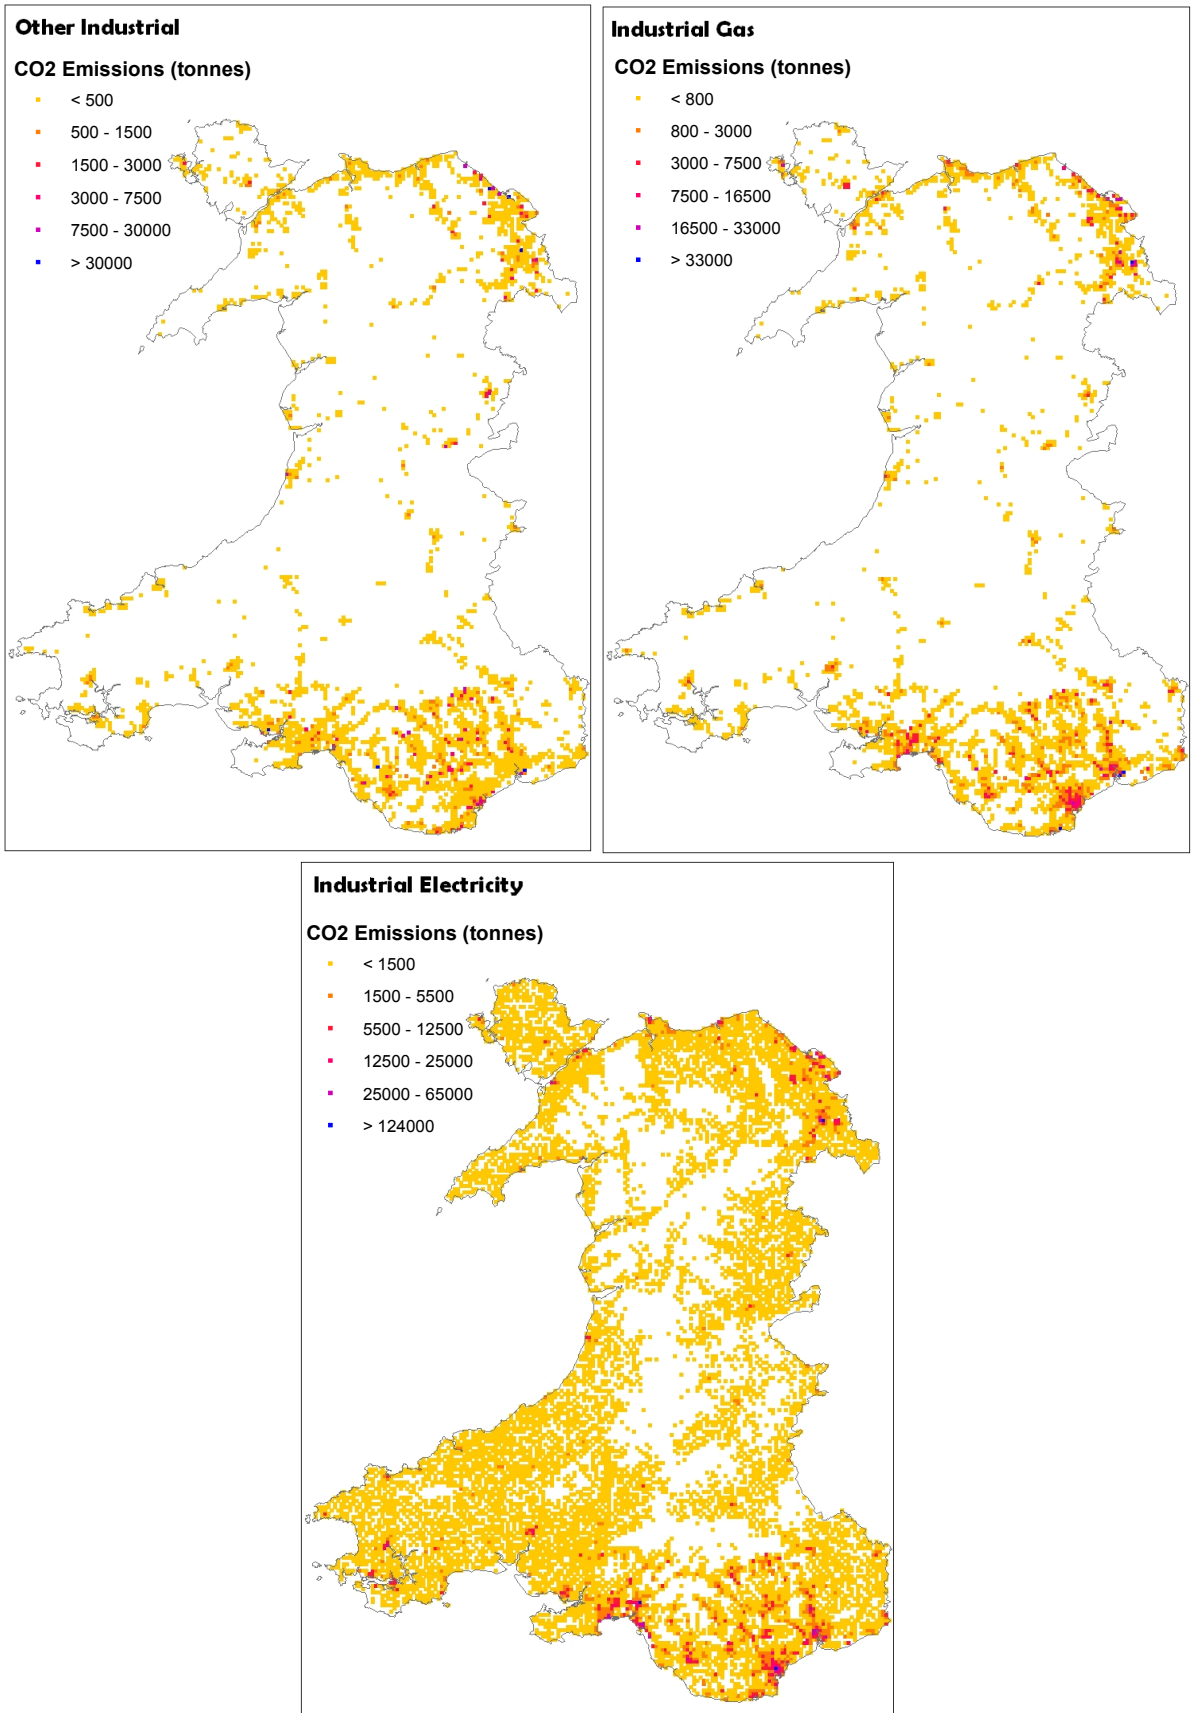 Other Industrial
CO2 Emissions (tonnes)
< 500
500 - 1500
1500 - 3000
3000 - 7500
7500 - 30000
> 30000
Industrial Gas
CO2 Emissions (tonnes)
< 800
800 - 3000
3000 - 7500
7500 - 16500
16500 - 33000
> 33000
Industrial Electricity
CO2 Emissions (tonnes)
< 1500
1500 - 5500
5500 - 12500
12500 - 25000
25000 - 65000
> 124000